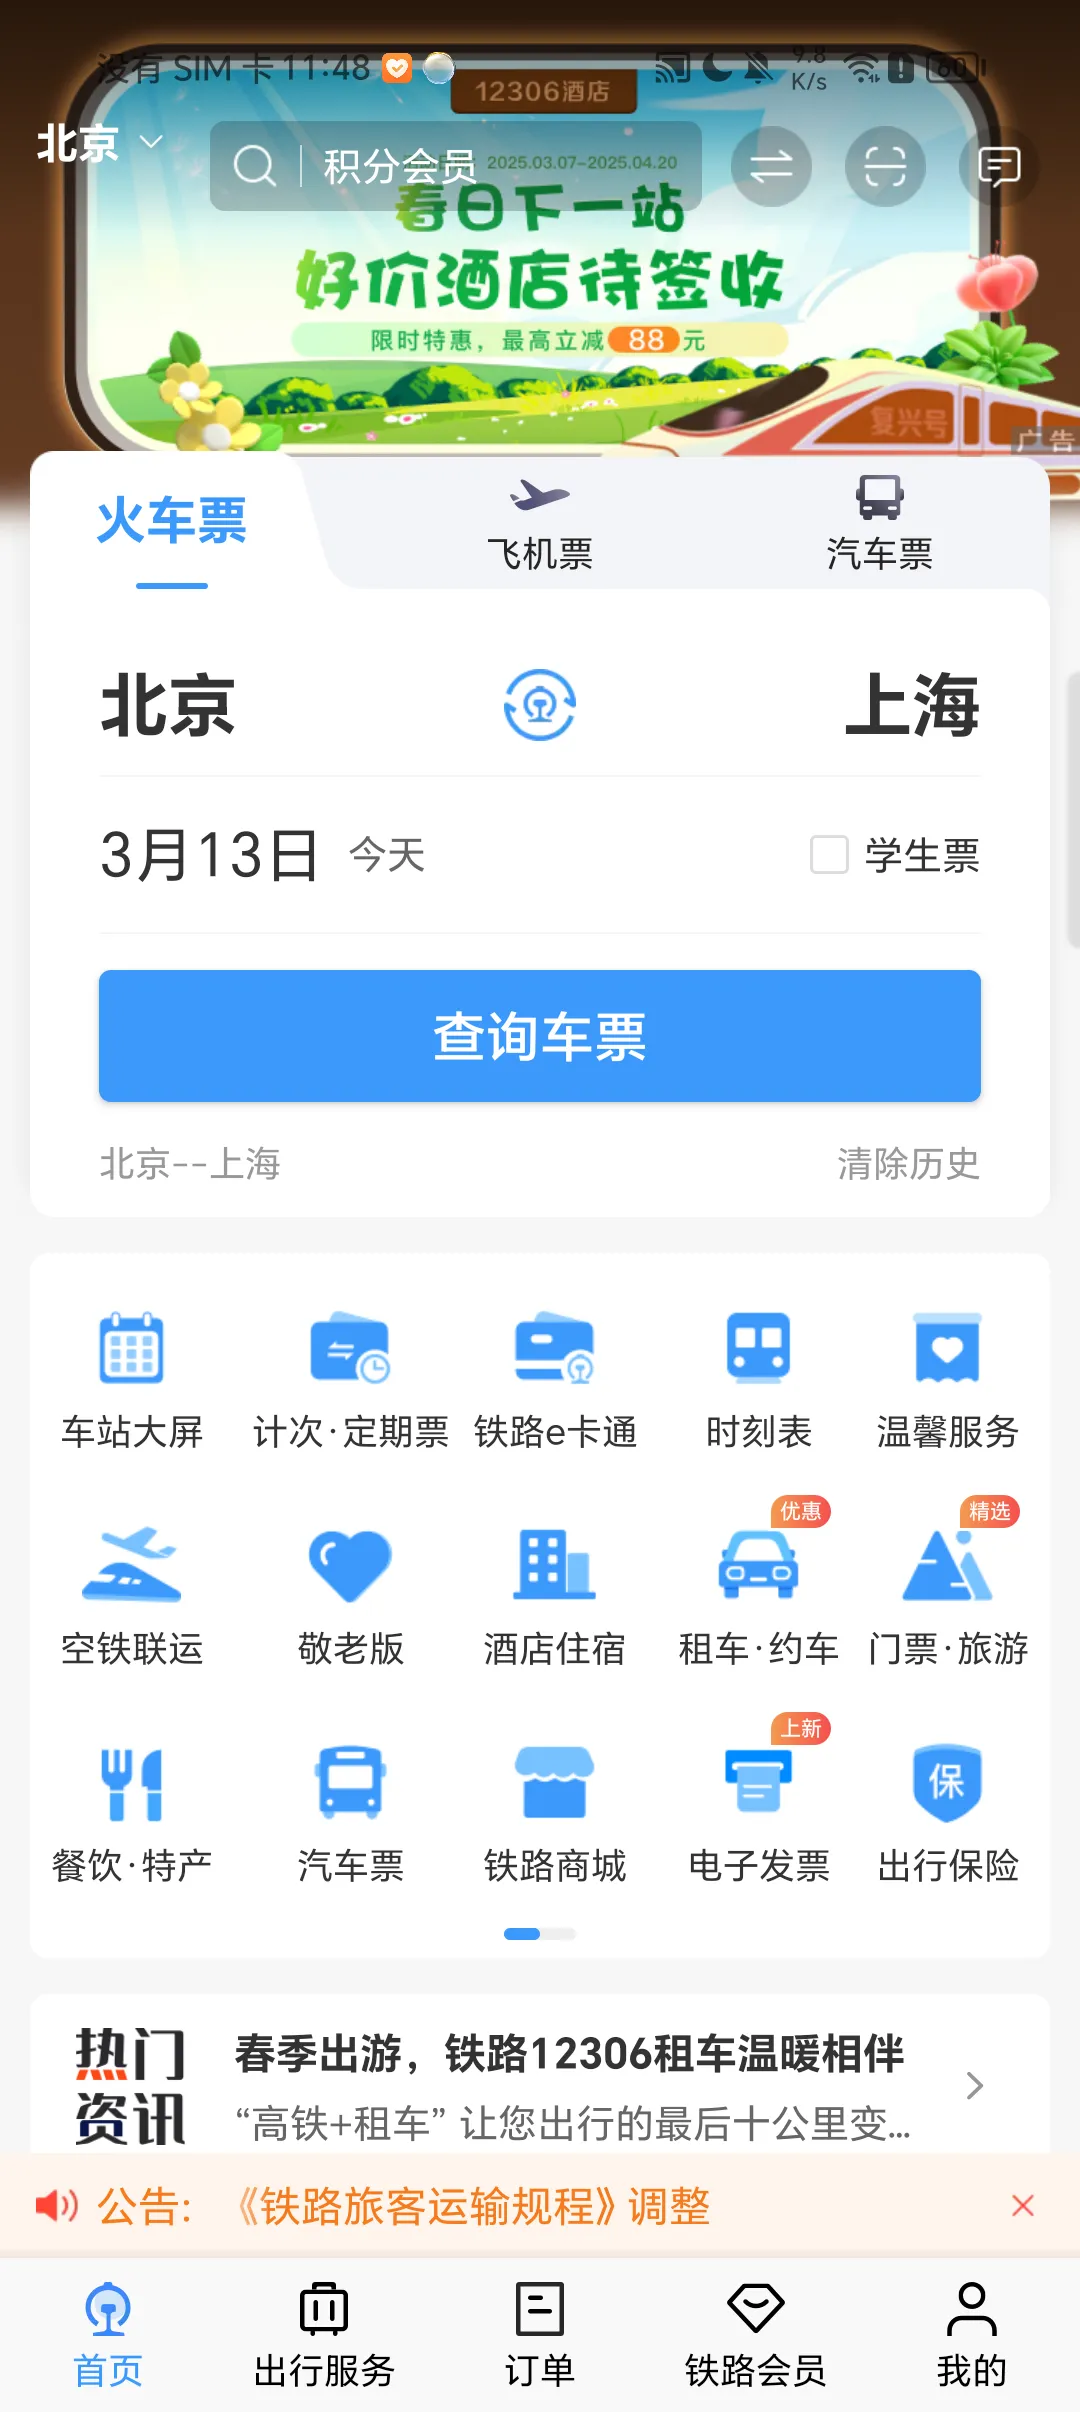 没有 SIM 卡 11:48
9.8
K/s
60
12306酒店
北京
积分会员
2025.03.07-2025.04.20
春日下一站
好价酒店待签收
限时特惠，最高立减88元
复兴号
广告
火车票
飞机票
汽车票
北京
上海
3月13日 今天
学生票
查询车票
北京--上海
清除历史
车站大屏
计次·定期票
铁路e卡通
时刻表
温馨服务
优惠
精选
空铁联运
敬老版
酒店住宿
租车·约车
门票·旅游
上新
保
餐饮·特产
汽车票
铁路商城
电子发票
出行保险
热门
资讯
春季出游，铁路12306租车温暖相伴
“高铁+租车” 让您出行的最后十公里变...
公告: 《铁路旅客运输规程》调整
首页
出行服务
订单
铁路会员
我的